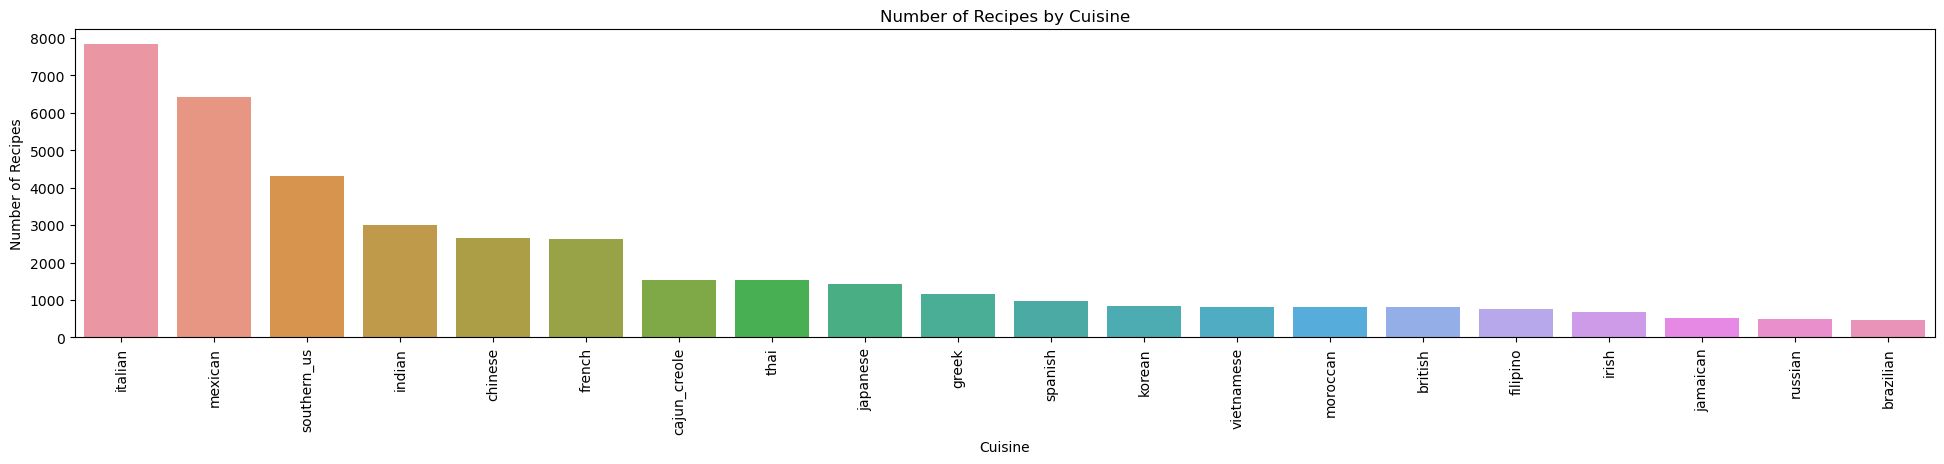 Number of Recipes by Cuisine
Number of Recipes
8000
7000
6000
5000
4000
3000
2000
1000
0
italian
mexican
southern_us
indian
chinese
french
cajun_creole
thai
japanese
greek
spanish
korean
vietnamese
moroccan
british
filipino
irish
jamaican
russian
brazilian
Cuisine